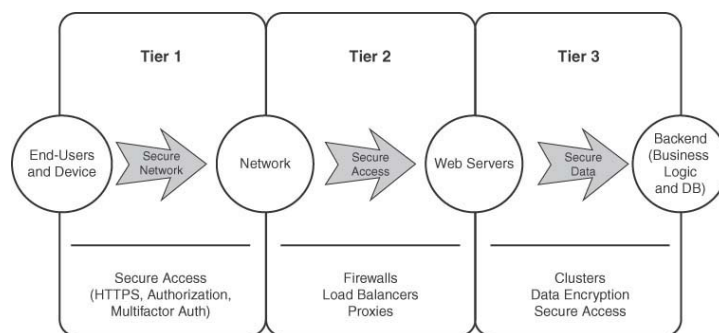 Tier 1
Tier 2
Tier 3
End-Users
and Device
Secure
Network
Network
Secure
Access
Web Servers
Secure
Data
Backend
(Business
Logic
and DB)
Secure Access
(HTTPS, Authorization,
Multifactor Auth)
Firewalls
Load Balancers
Proxies
Clusters
Data Encryption
Secure Access